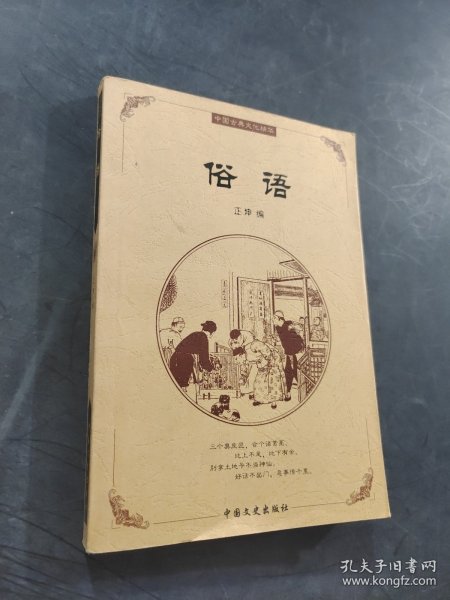 中国古典文化精华
俗语
正坤 编
三个臭皮匠，合个诸葛亮。
比上不足，比下有余。
别拿土地爷不当神仙。
好话不出门，恶事传千里。
中国文史出版社
孔夫子旧书网
www.kongfz.com